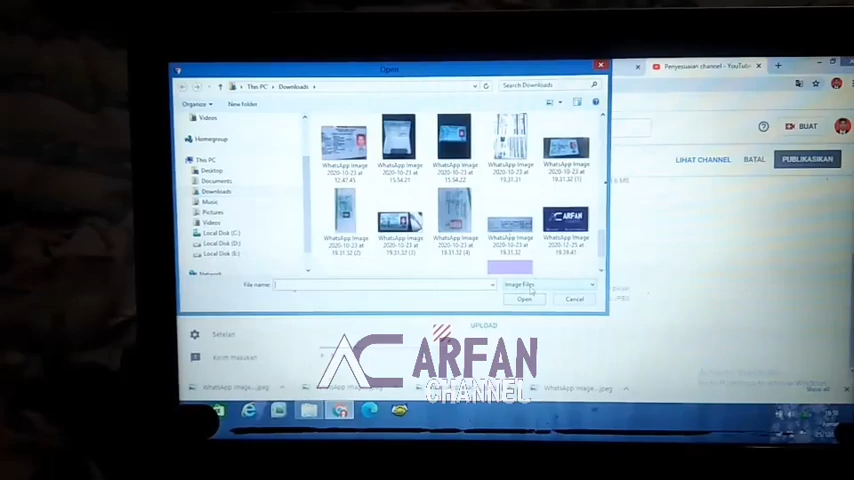 Open
Penyesuaian channel - YouTub
This PC
Downloads
Search Downloads
Organize
New folder
Videos
Homegroup
This PC
Desktop
Documents
Downloads
Music
Pictures
Videos
Local Disk (C:)
Local Disk (D:)
Local Disk (E:)
Network
WhatsApp Image 2020-10-23 at 12.47.45
WhatsApp Image 2020-10-23 at 15.54.21
WhatsApp Image 2020-10-23 at 15.54.22
WhatsApp Image 2020-10-23 at 19.31.31
WhatsApp Image 2020-10-23 at 19.31.32 (1)
WhatsApp Image 2020-10-23 at 19.31.32 (2)
WhatsApp Image 2020-10-23 at 19.31.32 (3)
WhatsApp Image 2020-10-23 at 19.31.32 (4)
WhatsApp Image 2020-10-23 at 19.31.32
WhatsApp Image 2020-12-25 at 19.39.41
ARFAN
File name:
Image Files
Open
Cancel
BUAT
LIHAT CHANNEL
BATAL
PUBLIKASIKAN
Setelan
Kirim masukan
UPLOAD
AC ARFAN
CHANNEL
WhatsApp Image....jpeg
WhatsApp Image....jpeg
Show all